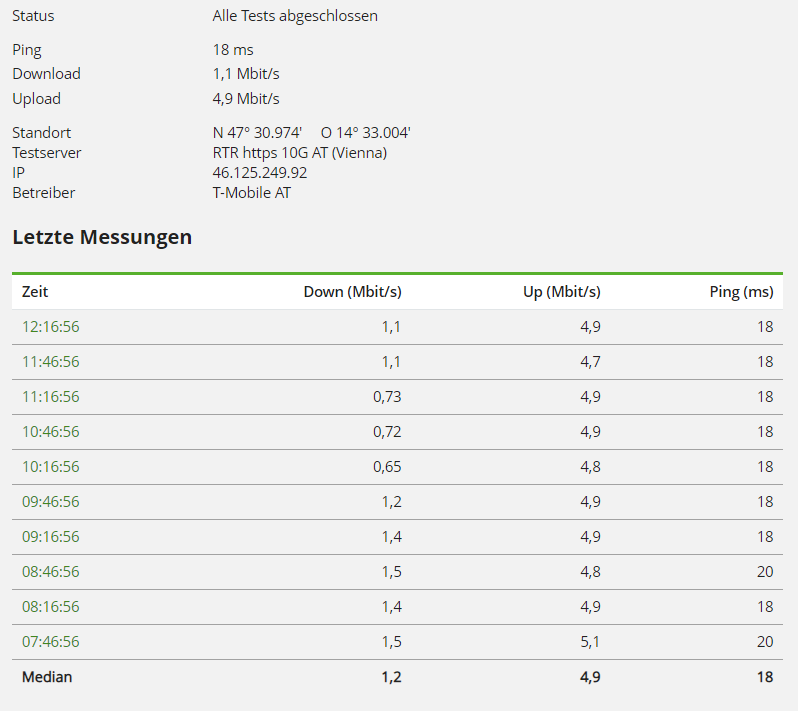 Status Alle Tests abgeschlossen
Ping 18 ms
Download 1,1 Mbit/s
Upload 4,9 Mbit/s
Standort N 47° 30.974' O 14° 33.004'
Testserver RTR https 10G AT (Vienna)
IP 46.125.249.92
Betreiber T-Mobile AT
Letzte Messungen
Zeit Down (Mbit/s) Up (Mbit/s) Ping (ms)
12:16:56 1,1 4,9 18
11:46:56 1,1 4,7 18
11:16:56 0,73 4,9 18
10:46:56 0,72 4,9 18
10:16:56 0,65 4,8 18
09:46:56 1,2 4,9 18
09:16:56 1,4 4,9 18
08:46:56 1,5 4,8 20
08:16:56 1,4 4,9 18
07:46:56 1,5 5,1 20
Median 1,2 4,9 18